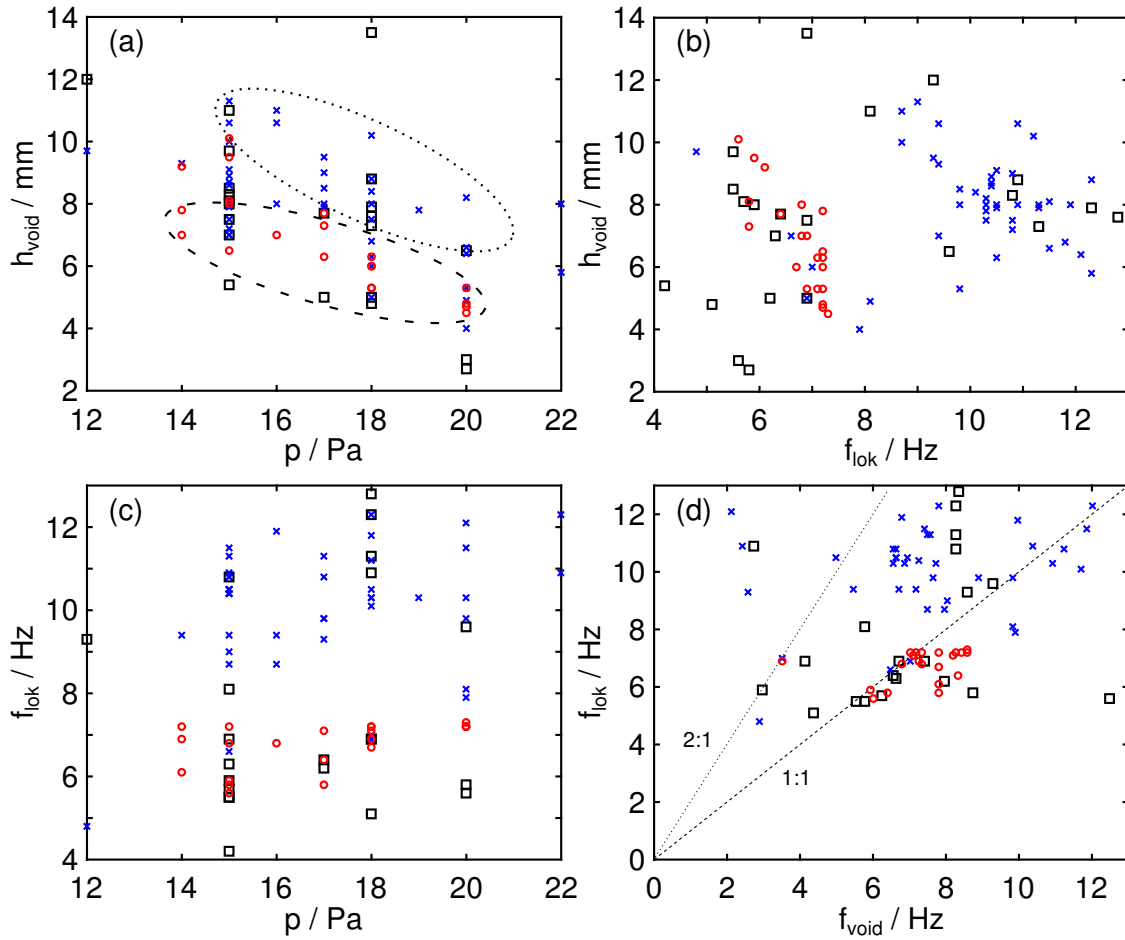 (a)
14
12
10
8
6
4
2
12 14 16 18 20 22
h_void / mm
p / Pa
(b)
14
12
10
8
6
4
2
4 6 8 10 12
h_void / mm
f_lok / Hz
(c)
12
10
8
6
4
12 14 16 18 20 22
f_lok / Hz
p / Pa
(d)
12
10
8
6
4
2
0
2:1
1:1
0 2 4 6 8 10 12
f_lok / Hz
f_void / Hz